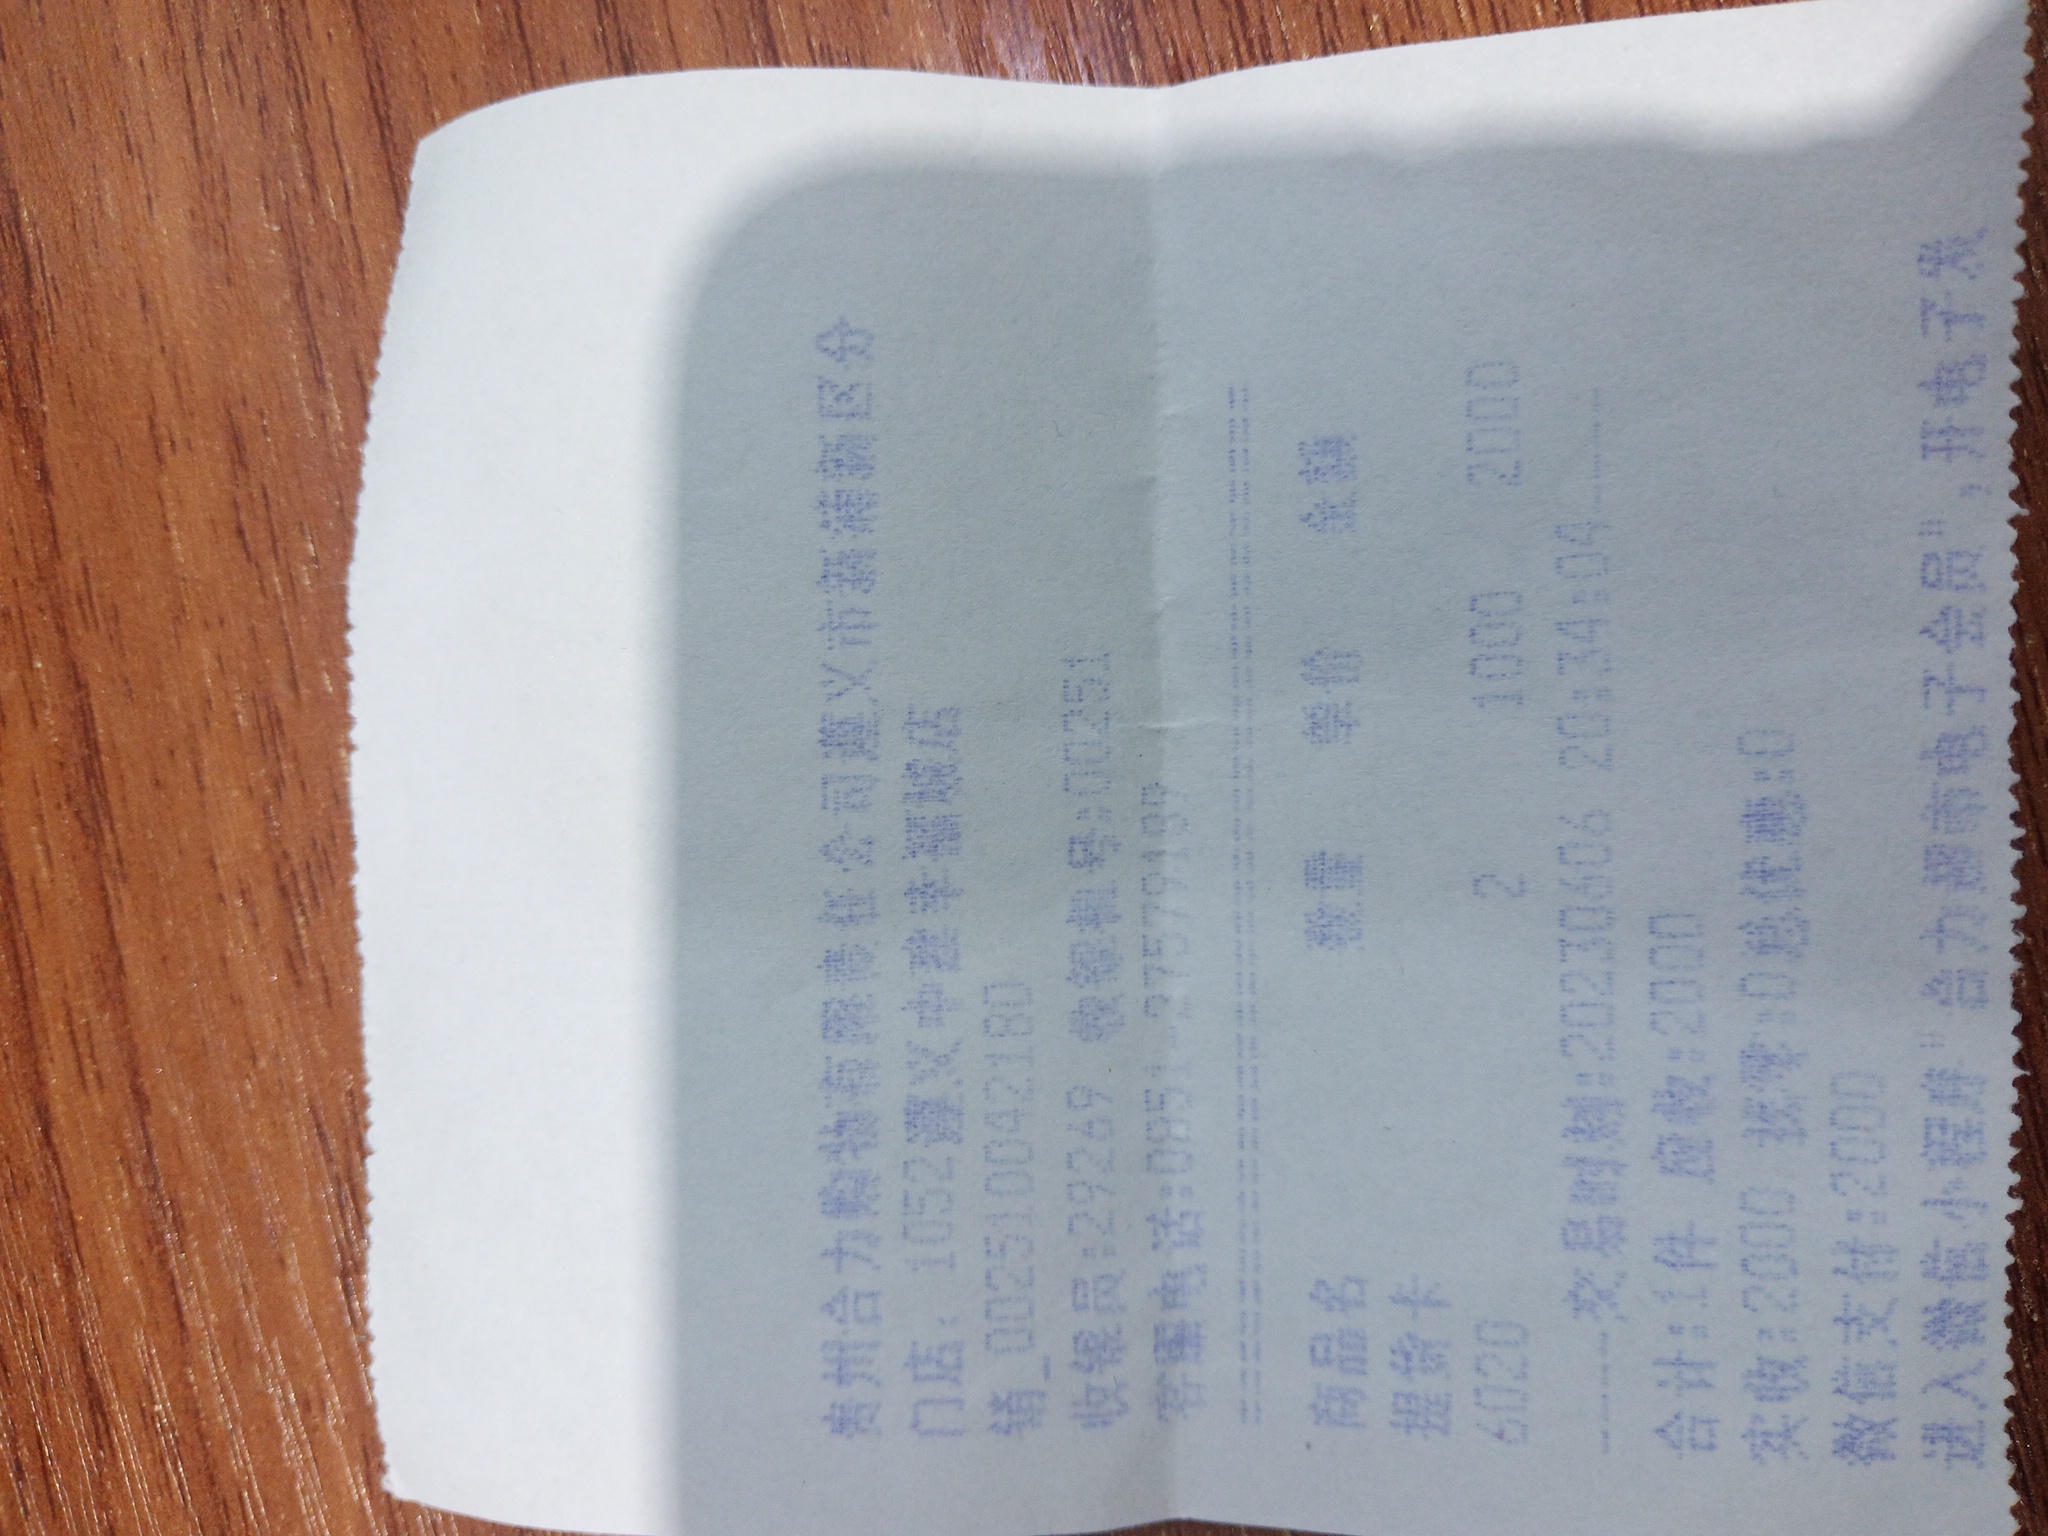 贵州合力购物有限责任公司遵义市新蒲新区分
门店: 1052遵义中建幸福城店
销_002510042180
收银员:29269 收银机号:00251
客服电话:0851-27579189
========================
商品名 数量 单价 金额
提货卡
6020 2 1000 2000
------交易时刻:20230606 20:34:04------
合计:1件 应收:2000
实收:2000 找零:0总优惠:0
微信支付:2000
进入微信小程序"合力超市电子会员",开电子发